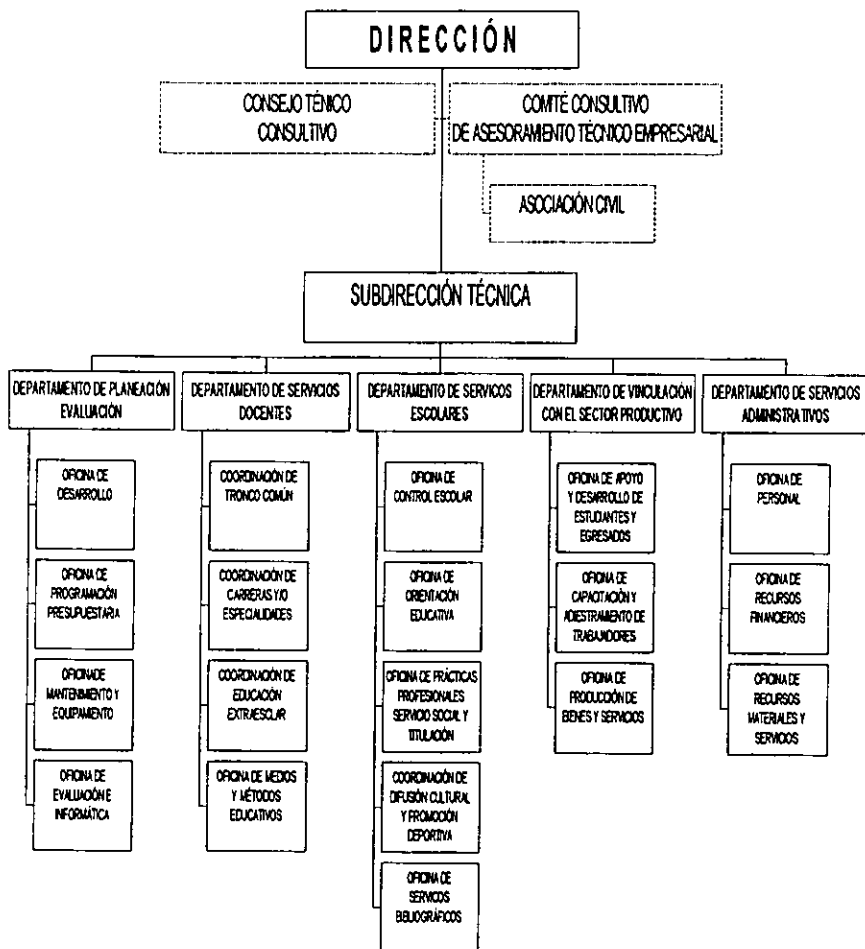 DIRECCIÓN
CONSEJO TÉNICO
CONSULTIVO
COMITÉ CONSULTIVO
DE ASESORAMIENTO TÉCNICO EMPRESARIAL
ASOCIACIÓN CIVIL
SUBDIRECCIÓN TÉCNICA
DEPARTAMENTO DE PLANEACIÓN
EVALUACIÓN
DEPARTAMENTO DE SERVICIOS
DOCENTES
DEPARTAMENTO DE SERVICOS
ESCOLARES
DEPARTAMENTO DE VINCULACIÓN
CON EL SECTOR PRODUCTIVO
DEPARTAMENTO DE SERVICIOS
ADMINISTRATIVOS
OFICINA DE
DESARROLLO
OFICINA DE
PROGRAMACIÓN
PRESUPUESTARIA
OFICINADE
MANTENIMIENTO Y
EQUIPAMIENTO
OFICINA DE
EVALUACIÓN E
INFORMÁTICA
COORDINACIÓN DE
TRONCO COMÚN
COORDINACIÓN DE
CARRERAS Y/O
ESPECIALIDADES
COORDINACIÓN DE
EDUCACIÓN
EXTRAESCLAR
OFICINA DE MEDIOS
Y MÉTODOS
EDUCATIVOS
OFICINA DE
CONTROL ESCOLAR
OFICINA DE
ORIENTACIÓN
EDUCATIVA
OFICINA DE PRÁCTICAS
PROFESIONALES
SERVICIO SOCIAL Y
TITULACIÓN
COORDINACIÓN DE
DIFUSIÓN CULTURAL
Y PROMOCIÓN
DEPORTIVA
OFICINA DE
SERVICOS
BIBLIOGRÁFICOS
OFICINA DE APOYO
Y DESARROLLO DE
ESTUDIANTES Y
EGRESADOS
OFICINA DE
CAPACITACIÓN Y
ADIESTRAMIENTO DE
TRABAJADORES
OFICINA DE
PRODUCCIÓN DE
BIENES Y SERVICIOS
OFICINA DE
PERSONAL
OFICINA DE
RECURSOS
FINANCIEROS
OFICINA DE
RECURSOS
MATERIALES Y
SERVICIOS